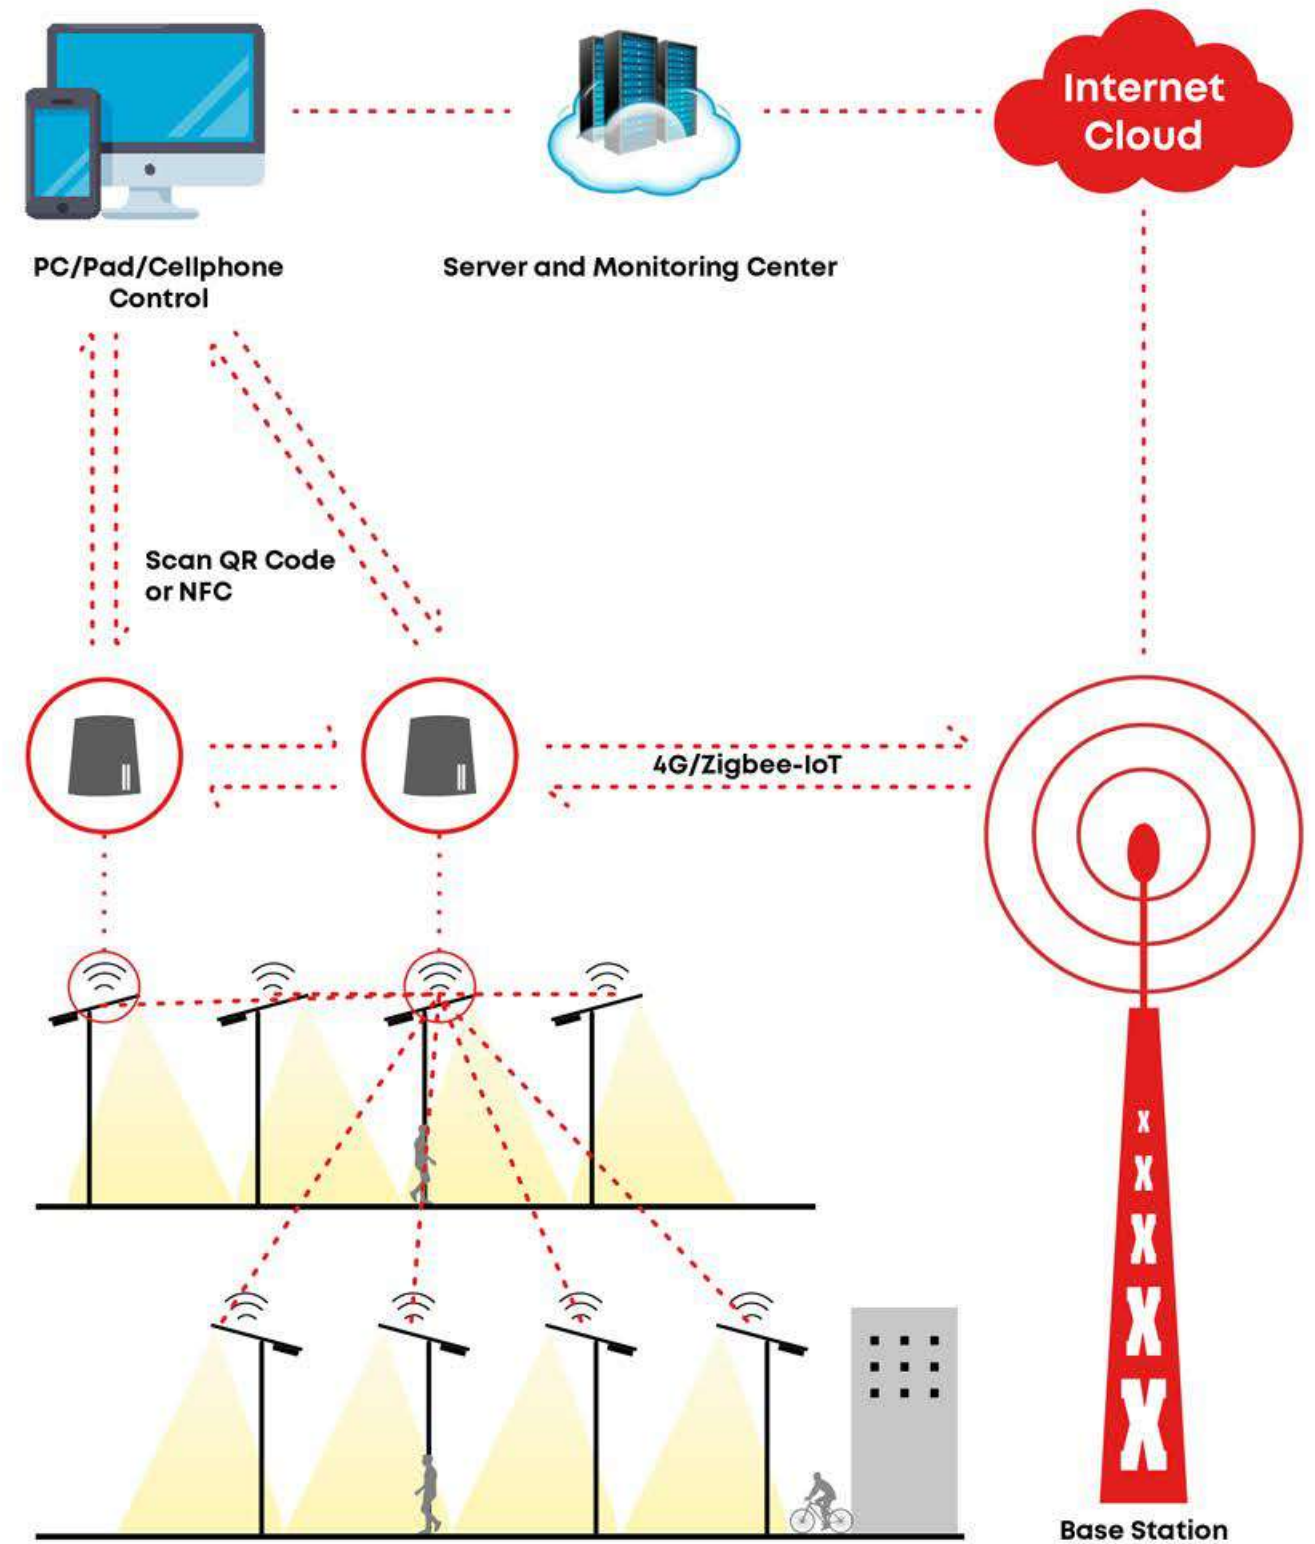 Internet
Cloud
PC/Pad/Cellphone
Control
Server and Monitoring Center
Scan QR Code
or NFC
4G/Zigbee-IoT
Base Station